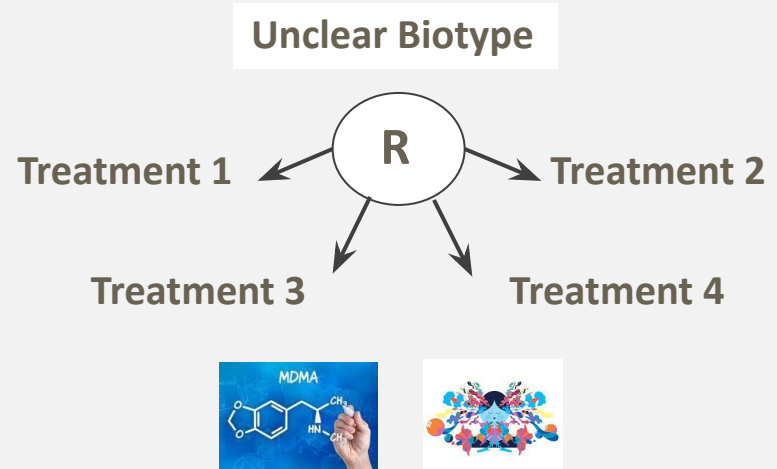 Unclear Biotype
R
Treatment 1
Treatment 2
Treatment 3
Treatment 4
MDMA
O
O
HN
CH₃
CH₃